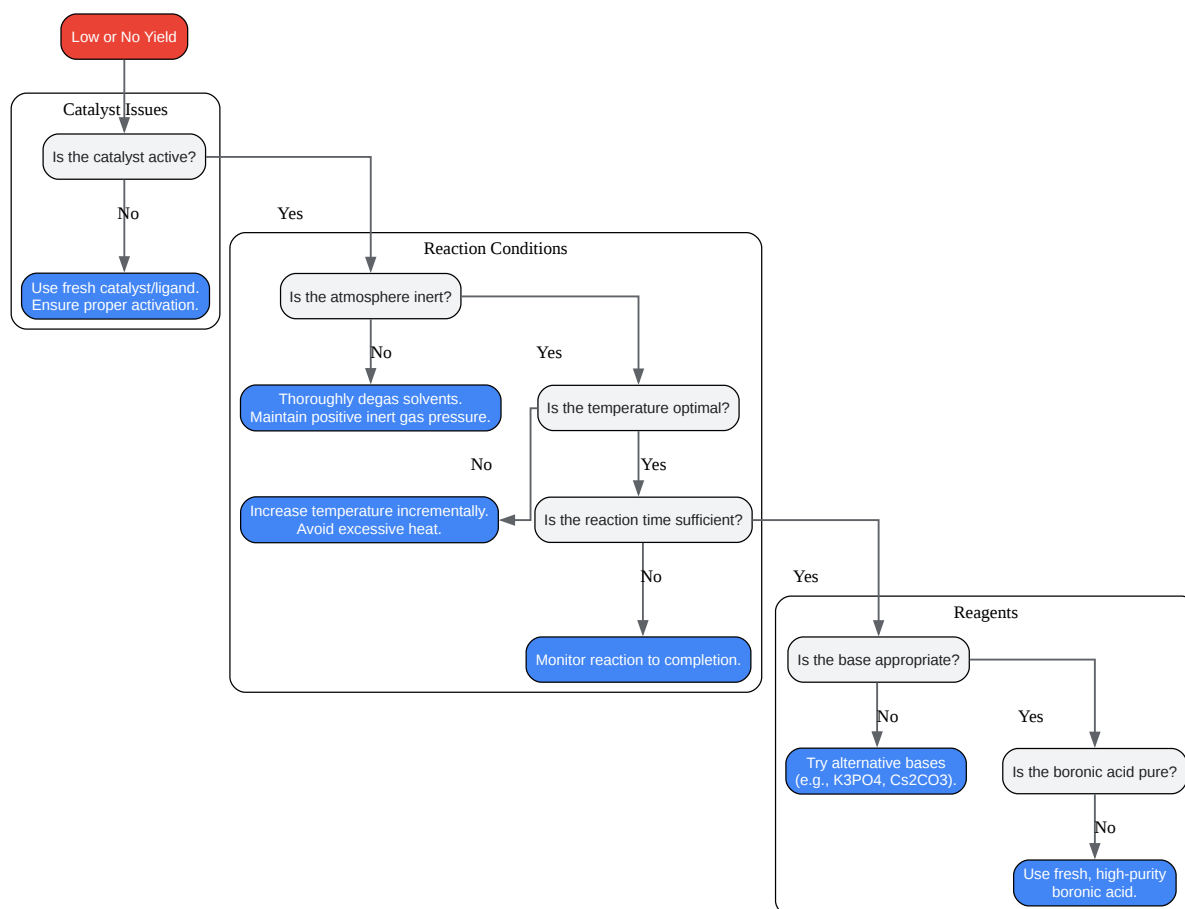 Low or No Yield
Catalyst Issues
Is the catalyst active?
No
Yes
Use fresh catalyst/ligand.
Ensure proper activation.
Reaction Conditions
Is the atmosphere inert?
No
Yes
Thoroughly degas solvents.
Maintain positive inert gas pressure.
Is the temperature optimal?
No
Yes
Increase temperature incrementally.
Avoid excessive heat.
Is the reaction time sufficient?
No
Yes
Monitor reaction to completion.
Reagents
Is the base appropriate?
No
Yes
Try alternative bases
(e.g., K3PO4, Cs2CO3).
Is the boronic acid pure?
No
Use fresh, high-purity
boronic acid.